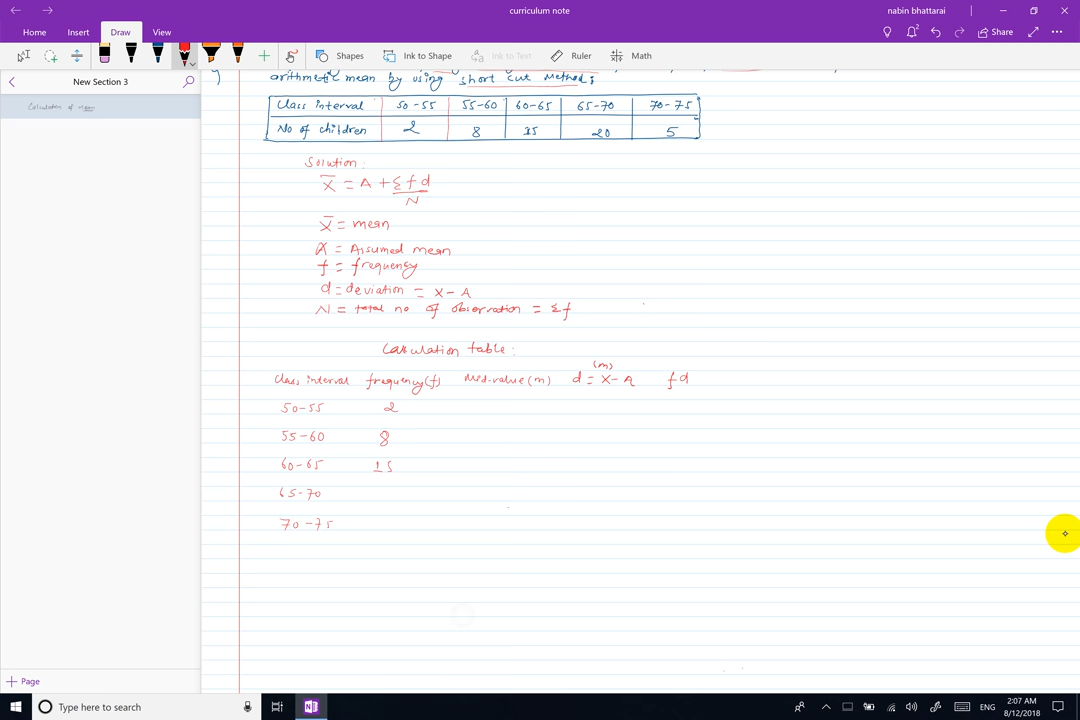 curriculum note
nabin bhattarai
Home Insert Draw View
Shapes Ink to Shape Ink to Text Ruler Math Share
New Section 3
Calculation of mean
arithmetic mean by using short cut Method:
Class interval 50-55 55-60 60-65 65-70 70-75
No of children 2 8 15 20 5
Solution:
X̅ = A + Σfd/N
X̅ = mean
A = Assumed mean
f = frequency
d = deviation = X-A
N = total no of observation = Σf
Calculation table:
(m)
Class interval frequency(f) Mid-value(m) d = X-A fd
50-55 2
55-60 8
60-65 15
65-70
70-75
Page
Type here to search
ENG
2:07 AM
8/12/2018